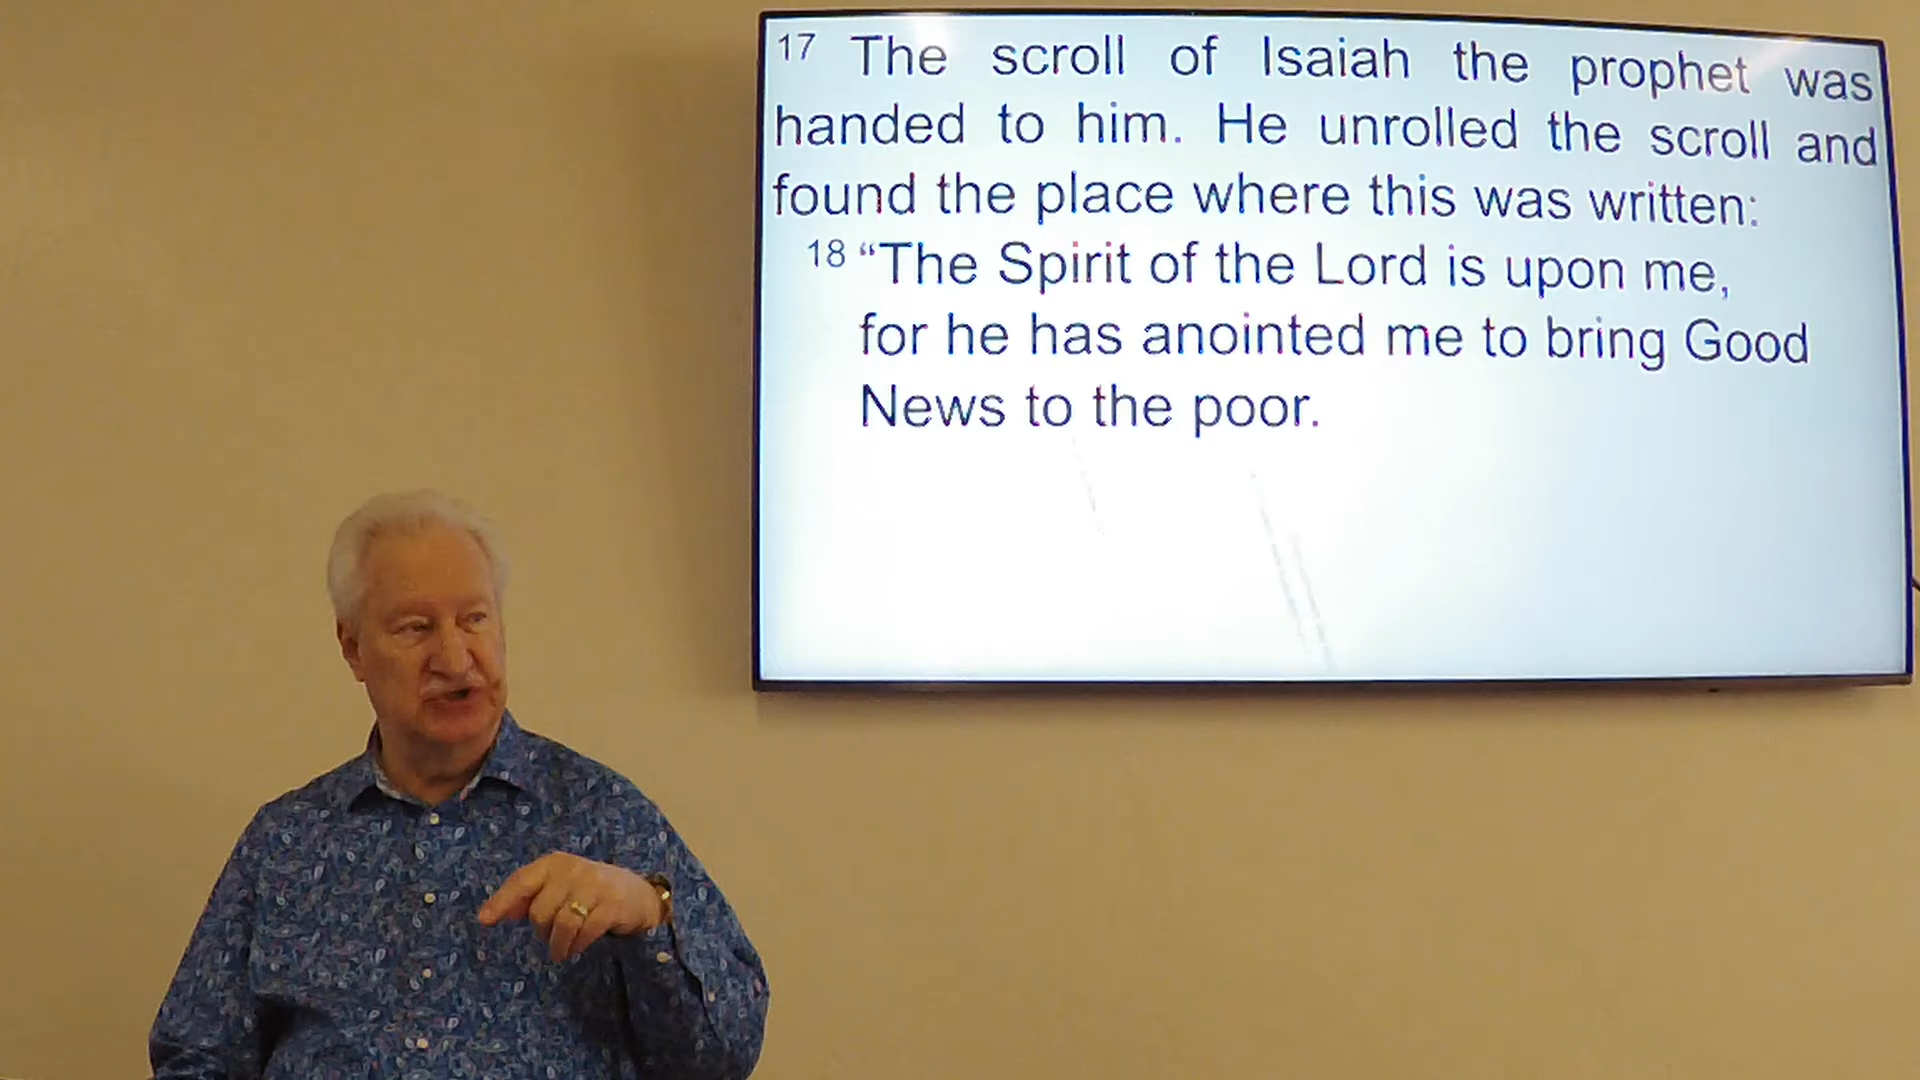 17 The scroll of Isaiah the prophet was
handed to him. He unrolled the scroll and
found the place where this was written:
18 “The Spirit of the Lord is upon me,
for he has anointed me to bring Good
News to the poor.